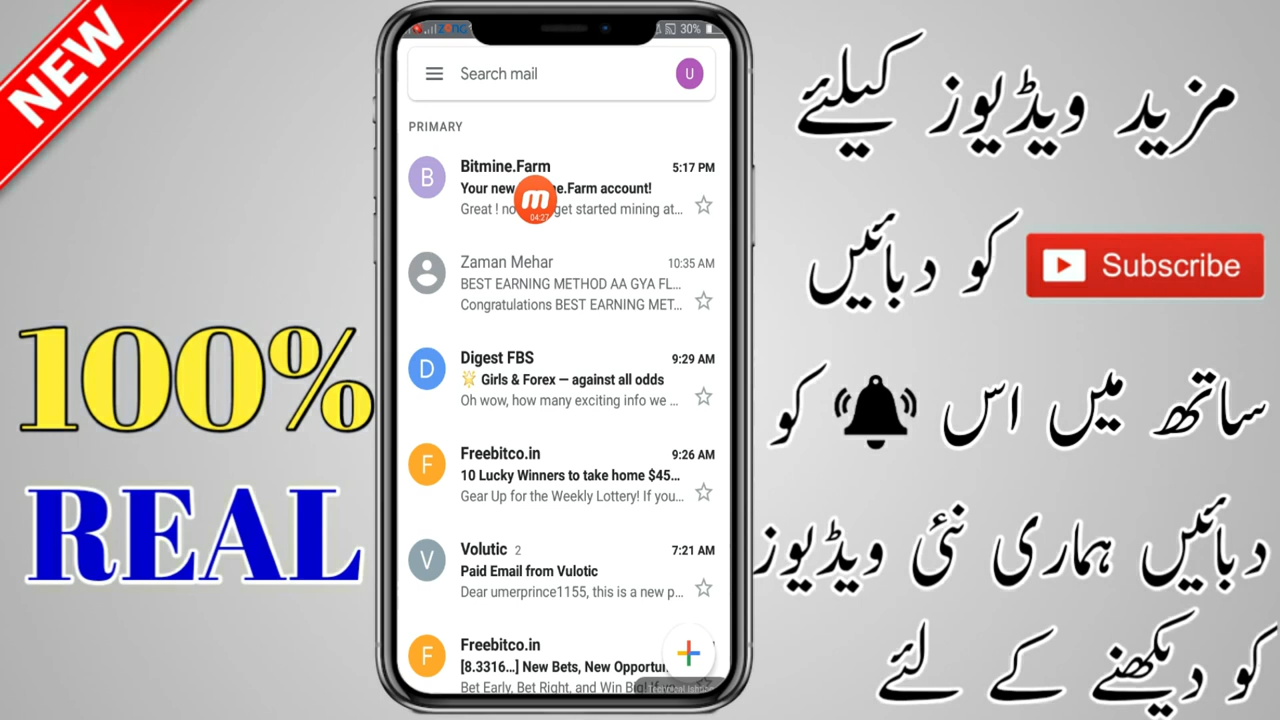 NEW
100%
REAL
zong
30%
Search mail
U
PRIMARY
B
Bitmine.Farm
5:17 PM
Your new e.Farm account!
Great ! no get started mining at...
m
04:27
Zaman Mehar
10:35 AM
BEST EARNING METHOD AA GYA FL...
Congratulations BEST EARNING MET...
D
Digest FBS
9:29 AM
Girls & Forex — against all odds
Oh wow, how many exciting info we ...
F
Freebitco.in
9:26 AM
10 Lucky Winners to take home $45...
Gear Up for the Weekly Lottery! If you...
V
Volutic 2
7:21 AM
Paid Email from Vulotic
Dear umerprince1155, this is a new p...
F
Freebitco.in
[8.3316...] New Bets, New Opportun
Bet Early, Bet Right, and Win Big!
مزید ویڈیوز کیلئے
Subscribe کو دبائیں
ساتھ میں اس کو
دبائیں ہماری نئی ویڈیوز
کو دیکھنے کے لئے